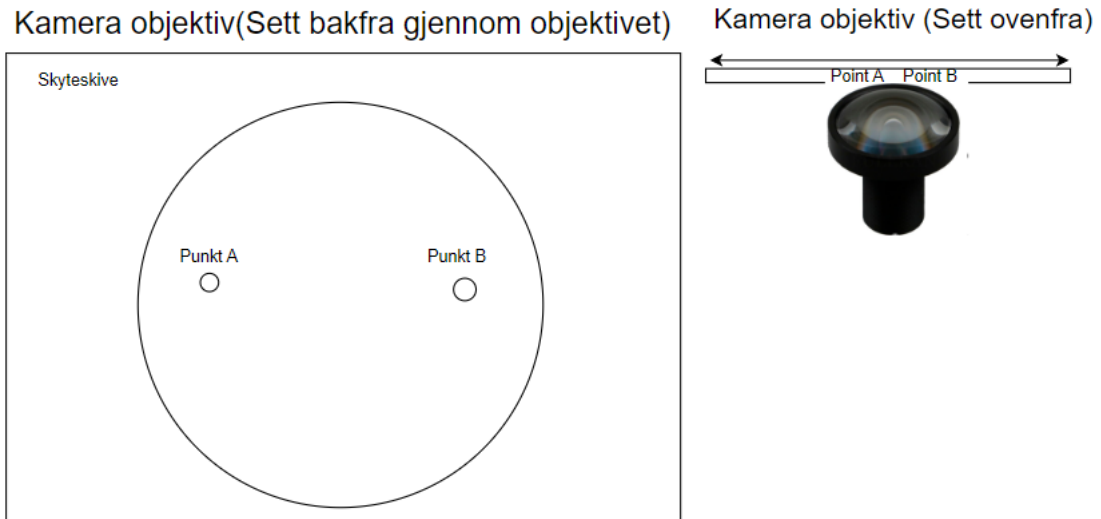 Kamera objektiv(Sett bakfra gjennom objektivet)
Skyteskive
Punkt A
Punkt B
Kamera objektiv (Sett ovenfra)
Point A
Point B